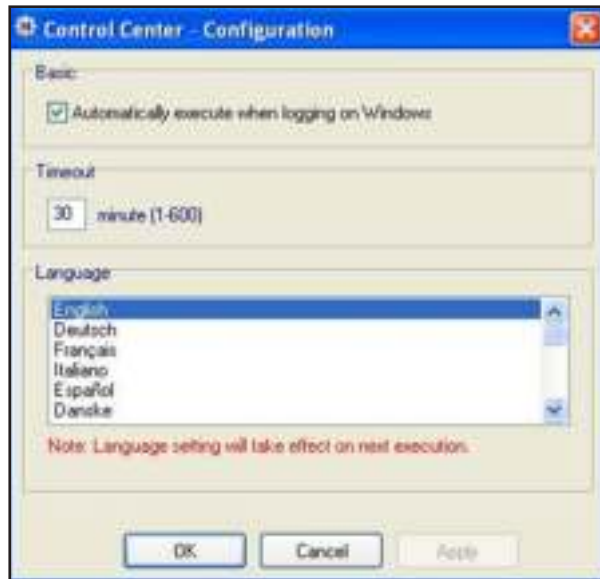 Control Center - Configuration
Basic
Automatically execute when logging on Windows
Timeout
30 minute (1-600)
Language
English
Deutsch
Français
Italiano
Español
Danske
Note: Language setting will take effect on next execution.
OK Cancel Apply